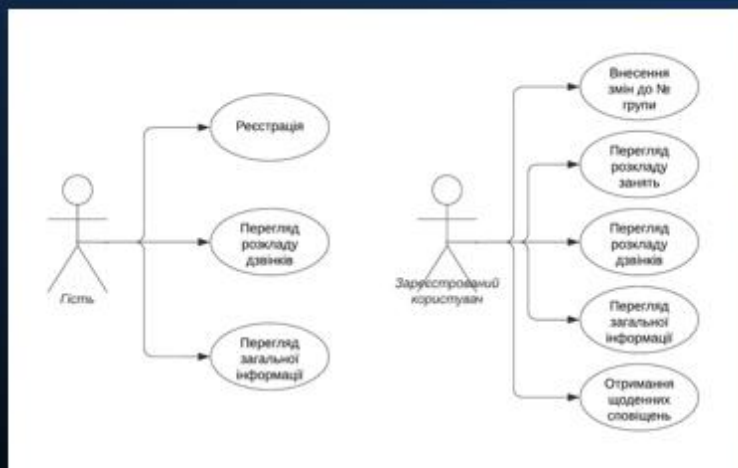 Реєстрація
Перегляд
розкладу
дзвінків
Перегляд
загальної
інформації
Гість
Внесення
змін до №
групи
Перегляд
розкладу
занять
Перегляд
розкладу
дзвінків
Перегляд
загальної
інформації
Отримання
щоденних
сповіщень
Зареєстрований
користувач